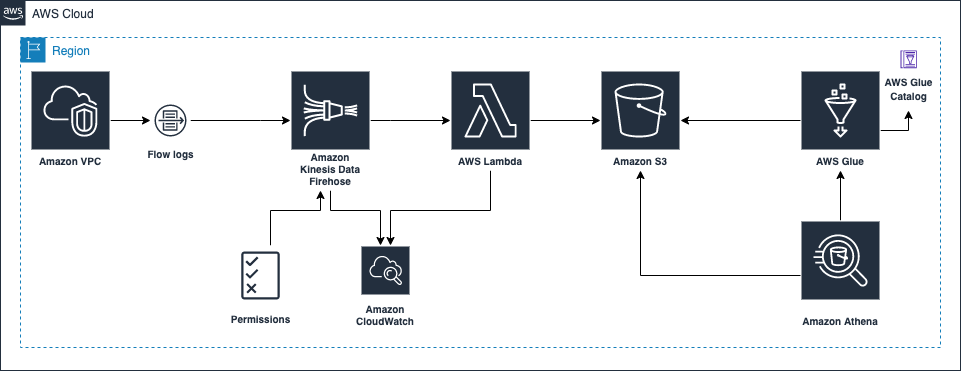 aws
AWS Cloud
Region
AWS Glue
Catalog
Amazon VPC
Flow logs
Amazon
Kinesis Data
Firehose
AWS Lambda
Amazon S3
AWS Glue
Permissions
Amazon
CloudWatch
Amazon Athena